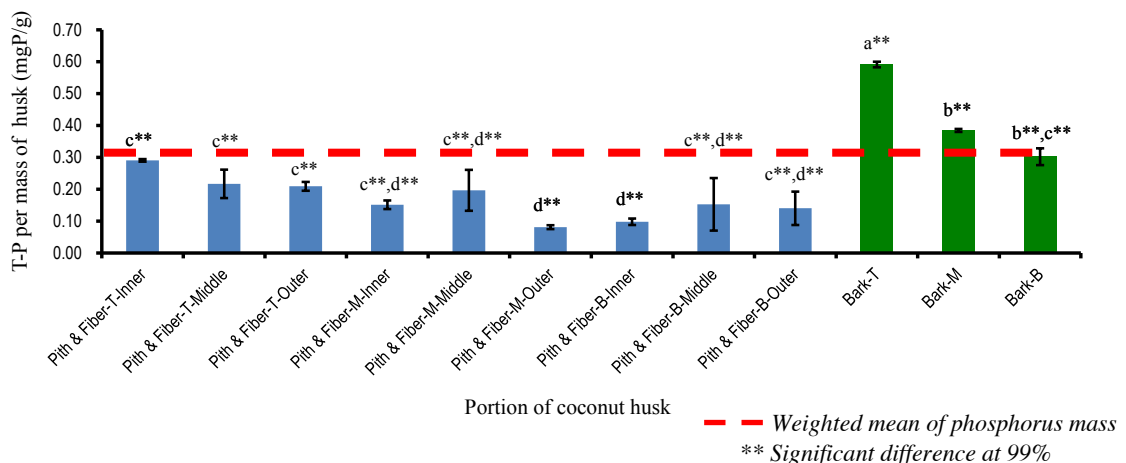 T-P per mass of husk (mgP/g)
0.70
0.60
0.50
0.40
0.30
0.20
0.10
0.00
c**
c**
c**
c**,d**
c**,d**
d**
d**
c**,d**
c**,d**
a**
b**
b**,c**
Pith & Fiber-T-Inner
Pith & Fiber-T-Middle
Pith & Fiber-T-Outer
Pith & Fiber-M-Inner
Pith & Fiber-M-Middle
Pith & Fiber-M-Outer
Pith & Fiber-B-Inner
Pith & Fiber-B-Middle
Pith & Fiber-B-Outer
Bark-T
Bark-M
Bark-B
Portion of coconut husk
Weighted mean of phosphorus mass
** Significant difference at 99%